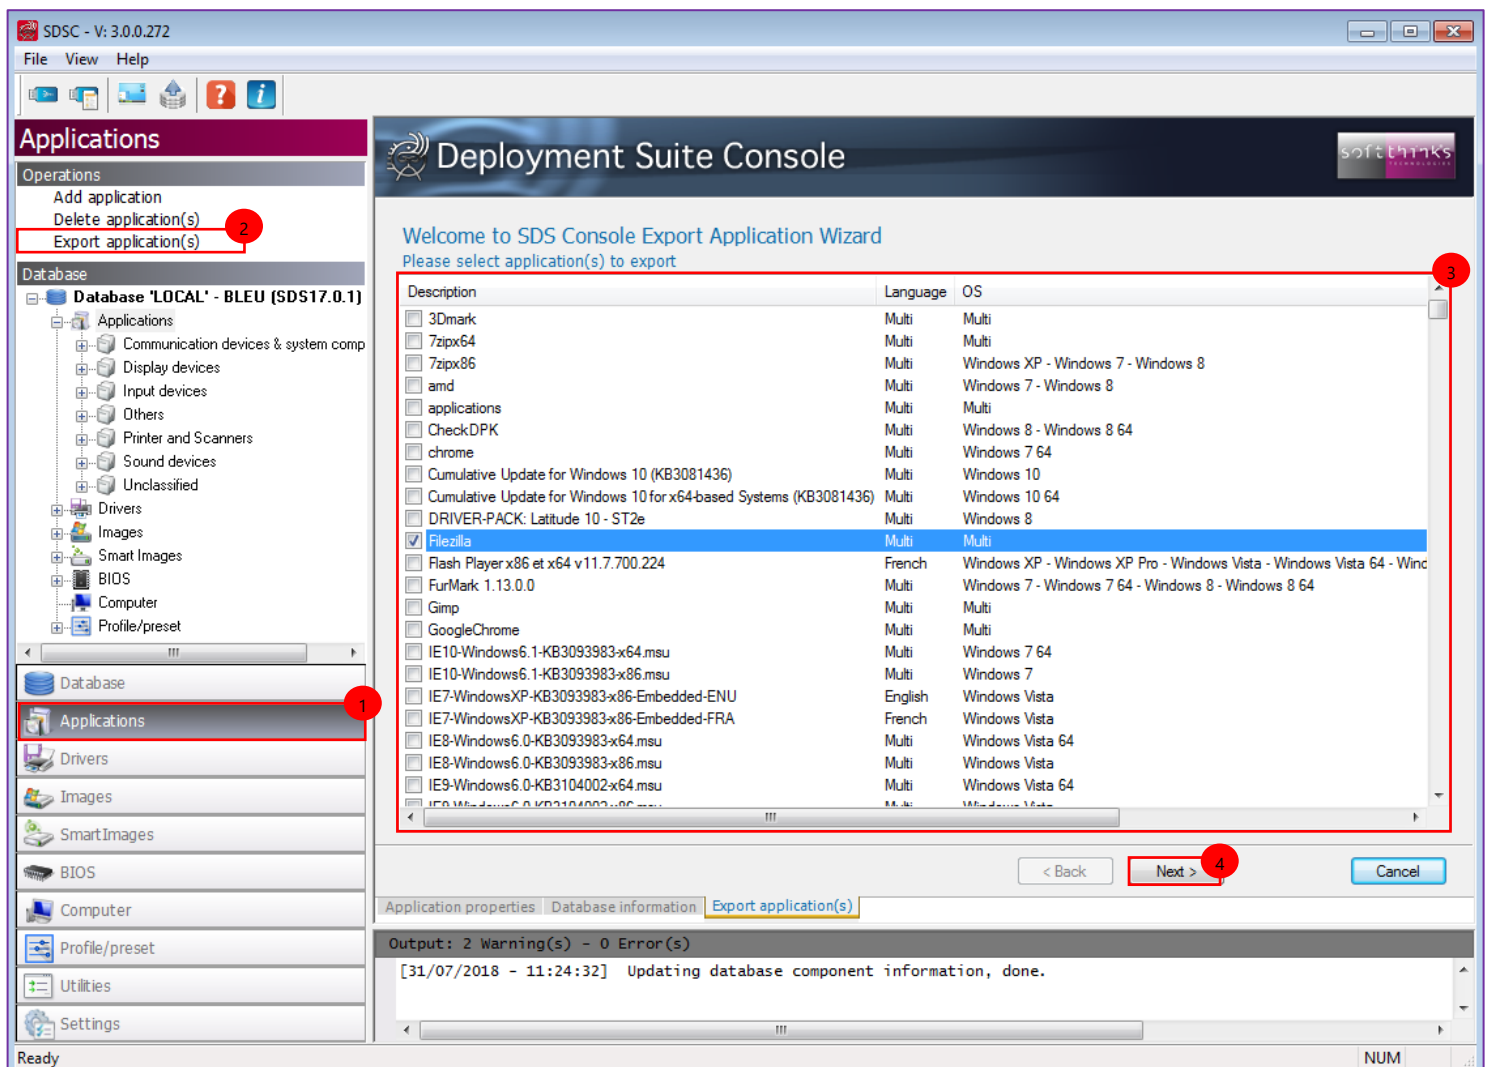 SDSC - V: 3.0.0.272
File View Help
Applications
Operations
Add application
Delete application(s)
2
Export application(s)
Database
Database 'LOCAL' - BLEU (SDS17.0.1)
Applications
Communication devices & system comp
Display devices
Input devices
Others
Printer and Scanners
Sound devices
Unclassified
Drivers
Images
Smart Images
BIOS
Computer
Profile/preset
Database
1
Applications
Drivers
Images
SmartImages
BIOS
Computer
Profile/preset
Utilities
Settings
Deployment Suite Console
softthinks
TECHNOLOGIES
Welcome to SDS Console Export Application Wizard
Please select application(s) to export
3
Description Language OS
3Dmark Multi Multi
7zipx64 Multi Multi
7zipx86 Multi Windows XP - Windows 7 - Windows 8
amd Multi Windows 7 - Windows 8
applications Multi Multi
CheckDPK Multi Windows 8 - Windows 8 64
chrome Multi Windows 7 64
Cumulative Update for Windows 10 (KB3081436) Multi Windows 10
Cumulative Update for Windows 10 for x64-based Systems (KB3081436) Multi Windows 10 64
DRIVER-PACK: Latitude 10 - ST2e Multi Windows 8
Filezilla Multi Multi
Flash Player x86 et x64 v11.7.700.224 French Windows XP - Windows XP Pro - Windows Vista - Windows Vista 64 - Wind
FurMark 1.13.0.0 Multi Windows 7 - Windows 7 64 - Windows 8 - Windows 8 64
Gimp Multi Multi
GoogleChrome Multi Multi
IE10-Windows6.1-KB3093983-x64.msu Multi Windows 7 64
IE10-Windows6.1-KB3093983-x86.msu Multi Windows 7
IE7-WindowsXP-KB3093983-x86-Embedded-ENU English Windows Vista
IE7-WindowsXP-KB3093983-x86-Embedded-FRA French Windows Vista
IE8-Windows6.0-KB3093983-x64.msu Multi Windows Vista 64
IE8-Windows6.0-KB3093983-x86.msu Multi Windows Vista
IE9-Windows6.0-KB3104002-x64.msu Multi Windows Vista 64
IE9-Windows6.0-KB3104002-x86.msu Multi Windows Vista
4
< Back Next > Cancel
Application properties Database information Export application(s)
Output: 2 Warning(s) - 0 Error(s)
[31/07/2018 - 11:24:32] Updating database component information, done.
Ready NUM